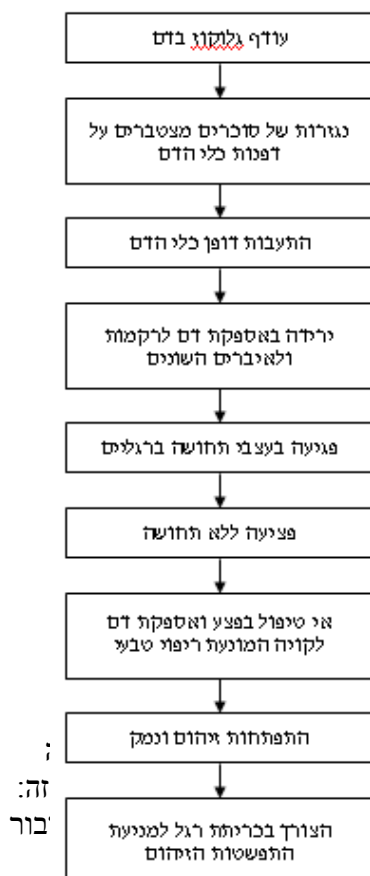 עודף גלוקוז בדם
נגזרות של סוכרים מצטברים על
דפנות כלי הדם
התעבות דופן כלי הדם
ירידה באספקת דם לרקמות
ולאיברים השונים
פגיעה בעצבי תחושה ברגליים
פציעה ללא תחושה
אי טיפול בפצע ואספקת דם
לקויה המונעת ריפוי טבעי
התפתחות זיהום ונמק
זה:
הצורך בכריתת רגל למניעת
התפשטות הזיהום